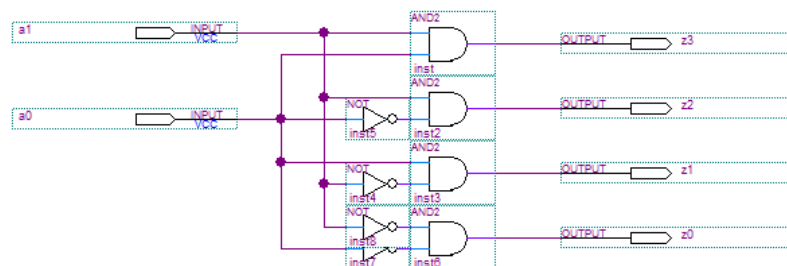 AND2
a1 INPUT VCC OUTPUT z3
inst
AND2
a0 INPUT VCC NOT OUTPUT z2
inst5 inst2
AND2
NOT OUTPUT z1
inst4 inst3
NOT AND2
OUTPUT z0
inst8
inst7 inst6